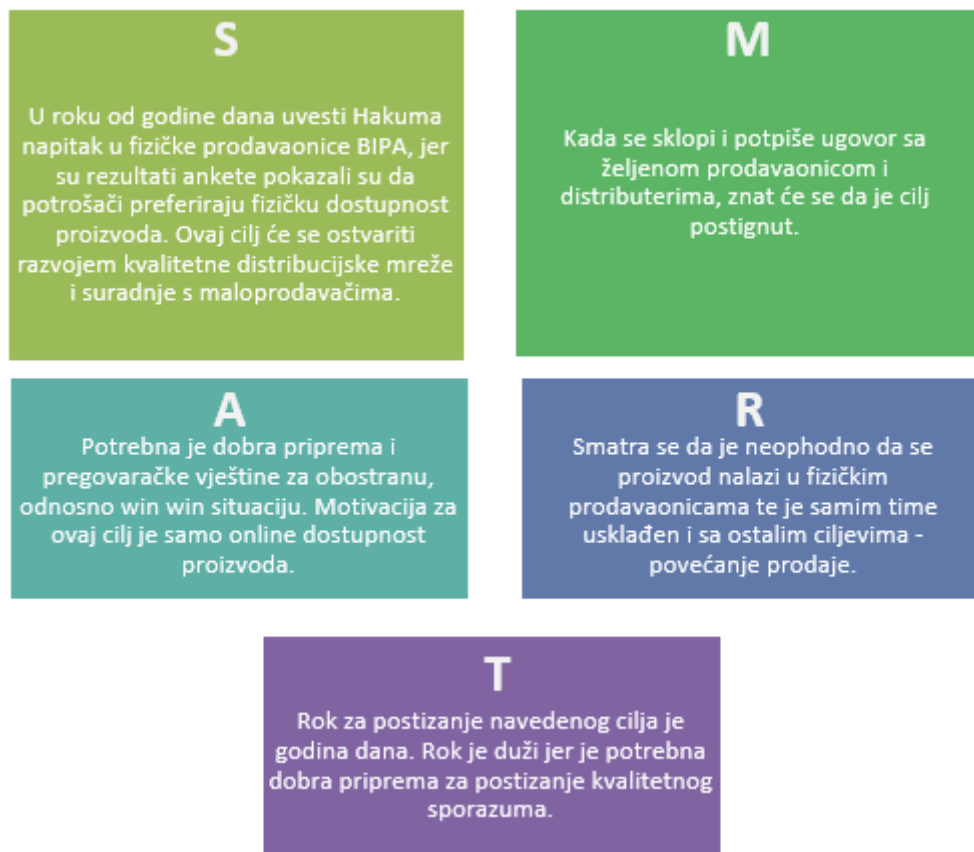 S
U roku od godine dana uvesti Hakuma
napitak u fizičke prodavaonice BIPA, jer
su rezultati ankete pokazali su da
potrošači preferiraju fizičku dostupnost
proizvoda. Ovaj cilj će se ostvariti
razvojem kvalitetne distribucijske mreže
i suradnje s maloprodavačima.
M
Kada se sklopi i potpiše ugovor sa
željenom prodavaonicom i
distributerima, znat će se da je cilj
postignut.
A
Potrebna je dobra priprema i
pregovaračke vještine za obostranu,
odnosno win win situaciju. Motivacija za
ovaj cilj je samo online dostupnost
proizvoda.
R
Smatra se da je neophodno da se
proizvod nalazi u fizičkim
prodavaonicama te je samim time
usklađen i sa ostalim ciljevima -
povećanje prodaje.
T
Rok za postizanje navedenog cilja je
godina dana. Rok je duži jer je potrebna
dobra priprema za postizanje kvalitetnog
sporazuma.